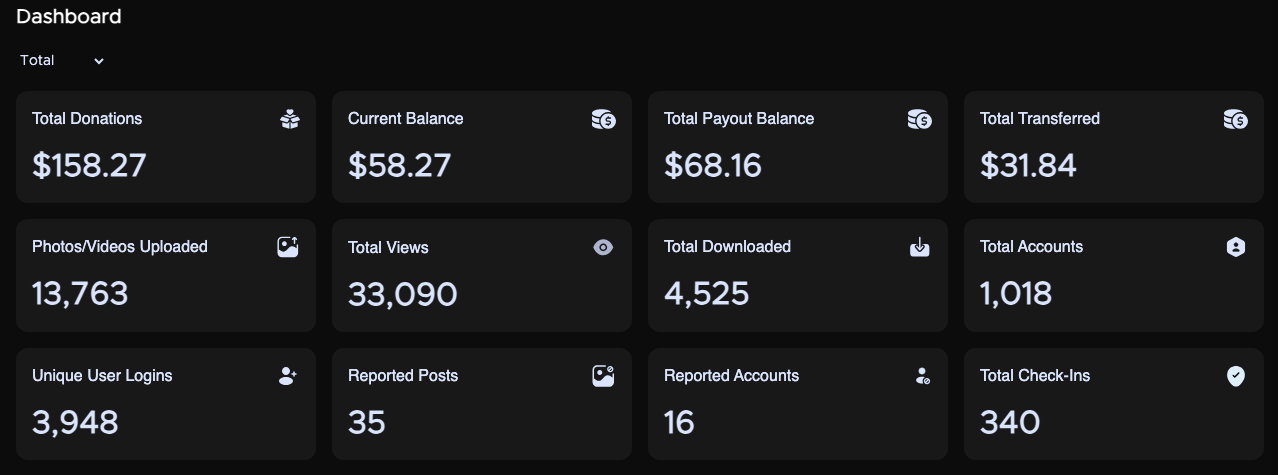 Dashboard
Total
Total Donations
$158.27
Current Balance
$58.27
Total Payout Balance
$68.16
Total Transferred
$31.84
Photos/Videos Uploaded
13,763
Total Views
33,090
Total Downloaded
4,525
Total Accounts
1,018
Unique User Logins
3,948
Reported Posts
35
Reported Accounts
16
Total Check-Ins
340